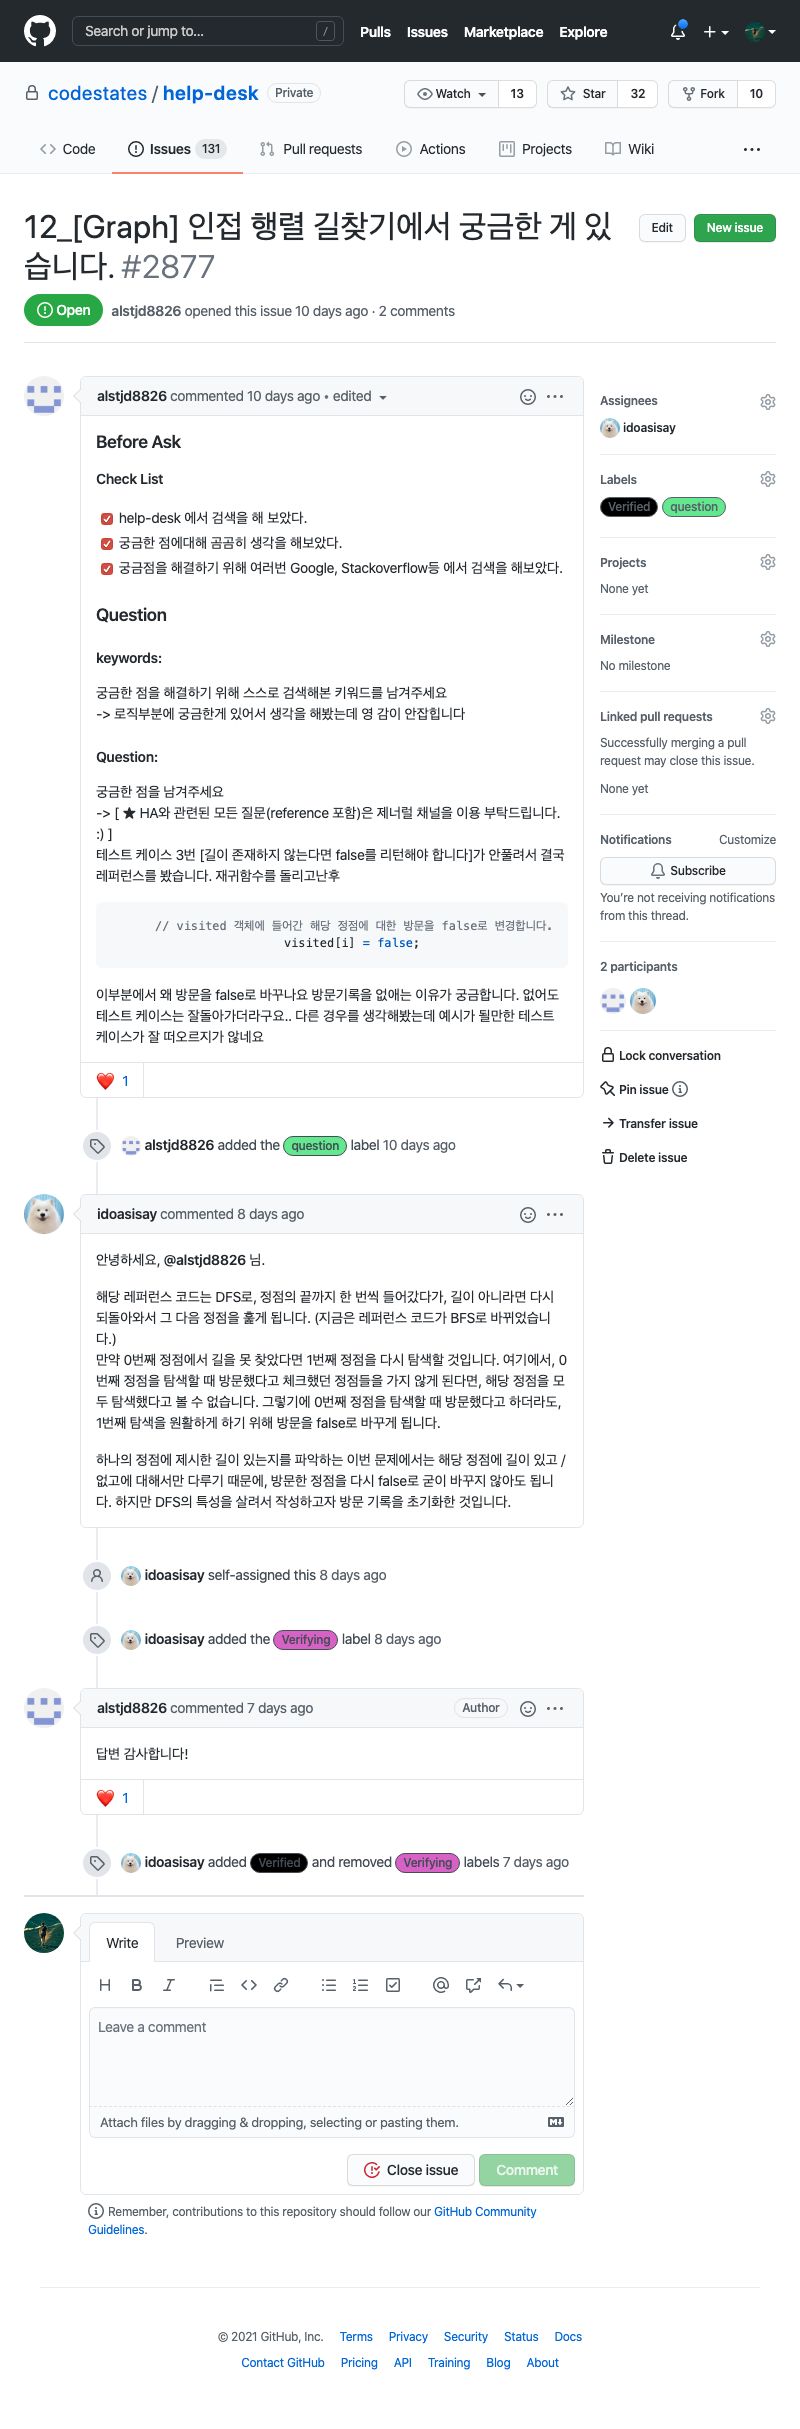 Search or jump to... /
Pulls Issues Marketplace Explore
codestates / help-desk Private
Watch 13 Star 32 Fork 10
Code Issues 131 Pull requests Actions Projects Wiki
12_[Graph] 인접 행렬 길찾기에서 궁금한 게 있
습니다. #2877
Edit New issue
Open alstjd8826 opened this issue 10 days ago · 2 comments
alstjd8826 commented 10 days ago • edited
Before Ask
Check List
help-desk 에서 검색을 해 보았다.
궁금한 점에대해 곰곰히 생각을 해보았다.
궁금점을 해결하기 위해 여러번 Google, Stackoverflow등 에서 검색을 해보았다.
Question
keywords:
궁금한 점을 해결하기 위해 스스로 검색해본 키워드를 남겨주세요
-> 로직부분에 궁금한게 있어서 생각을 해봤는데 영 감이 안잡힙니다
Question:
궁금한 점을 남겨주세요
-> [ ★ HA와 관련된 모든 질문(reference 포함)은 제너럴 채널을 이용 부탁드립니다.
:) ]
테스트 케이스 3번 [길이 존재하지 않는다면 false를 리턴해야 합니다]가 안풀려서 결국
레퍼런스를 봤습니다. 재귀함수를 돌리고난후
// visited 객체에 들어간 해당 정점에 대한 방문을 false로 변경합니다.
visited[i] = false;
이부분에서 왜 방문을 false로 바꾸나요 방문기록을 없애는 이유가 궁금합니다. 없어도
테스트 케이스는 잘돌아가더라구요.. 다른 경우를 생각해봤는데 예시가 될만한 테스트
케이스가 잘 떠오르지가 않네요
❤️ 1
alstjd8826 added the question label 10 days ago
idoasisay commented 8 days ago
안녕하세요, @alstjd8826 님.
해당 레퍼런스 코드는 DFS로, 정점의 끝까지 한 번씩 들어갔다가, 길이 아니라면 다시
되돌아와서 그 다음 정점을 훑게 됩니다. (지금은 레퍼런스 코드가 BFS로 바뀌었습니
다.)
만약 0번째 정점에서 길을 못 찾았다면 1번째 정점을 다시 탐색할 것입니다. 여기에서, 0
번째 정점을 탐색할 때 방문했다고 체크했던 정점들을 가지 않게 된다면, 해당 정점을 모
두 탐색했다고 볼 수 없습니다. 그렇기에 0번째 정점을 탐색할 때 방문했다고 하더라도,
1번째 탐색을 원활하게 하기 위해 방문을 false로 바꾸게 됩니다.
하나의 정점에 제시한 길이 있는지를 파악하는 이번 문제에서는 해당 정점에 길이 있고 /
없고에 대해서만 다루기 때문에, 방문한 정점을 다시 false로 굳이 바꾸지 않아도 됩니
다. 하지만 DFS의 특성을 살려서 작성하고자 방문 기록을 초기화한 것입니다.
idoasisay self-assigned this 8 days ago
idoasisay added the Verifying label 8 days ago
alstjd8826 commented 7 days ago Author
답변 감사합니다!
❤️ 1
idoasisay added Verified and removed Verifying labels 7 days ago
Write Preview
Leave a comment
Attach files by dragging & dropping, selecting or pasting them.
Close issue Comment
Remember, contributions to this repository should follow our GitHub Community
Guidelines.
Assignees
idoasisay
Labels
Verified question
Projects
None yet
Milestone
No milestone
Linked pull requests
Successfully merging a pull
request may close this issue.
None yet
Notifications Customize
Subscribe
You're not receiving notifications
from this thread.
2 participants
Lock conversation
Pin issue
Transfer issue
Delete issue
© 2021 GitHub, Inc. Terms Privacy Security Status Docs
Contact GitHub Pricing API Training Blog About